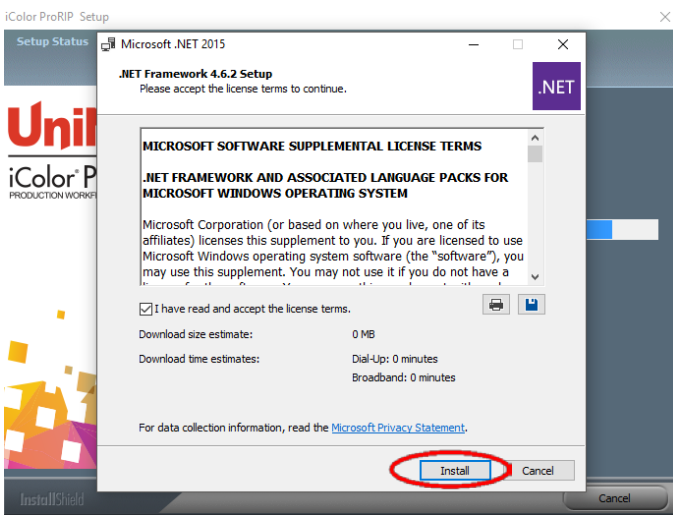 iColor ProRIP Setup
Setup Status
Microsoft .NET 2015
.NET Framework 4.6.2 Setup
Please accept the license terms to continue.
.NET
Uni
iColor P
PRODUCTION
MICROSOFT SOFTWARE SUPPLEMENTAL LICENSE TERMS
.NET FRAMEWORK AND ASSOCIATED LANGUAGE PACKS FOR
MICROSOFT WINDOWS OPERATING SYSTEM
Microsoft Corporation (or based on where you live, one of its
affiliates) licenses this supplement to you. If you are licensed to use
Microsoft Windows operating system software (the “software”), you
may use this supplement. You may not use it if you do not have a
I have read and accept the license terms.
Download size estimate: 0 MB
Download time estimates: Dial-Up: 0 minutes
Broadband: 0 minutes
For data collection information, read the Microsoft Privacy Statement.
Install Cancel
InstallShield
Cancel